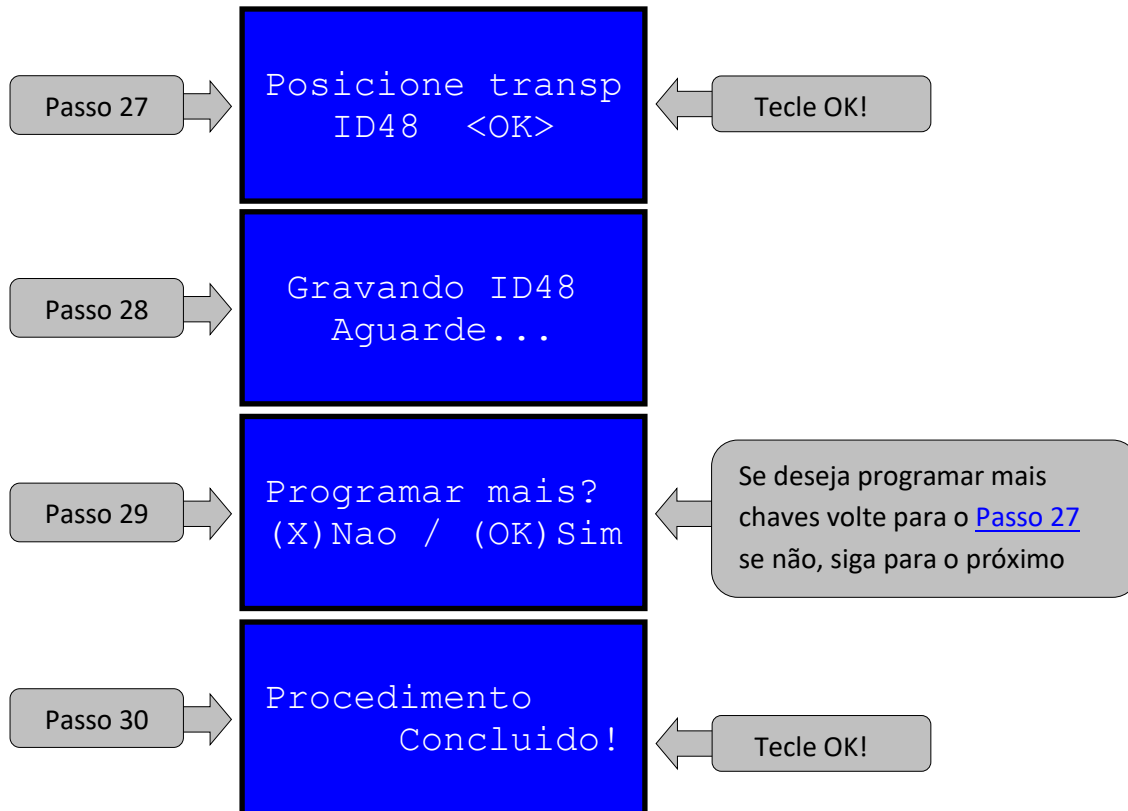 Passo 27
Posicione transp
ID48 <OK>
Tecle OK!
Passo 28
Gravando ID48
Aguarde...
Passo 29
Programar mais?
(X)Nao / (OK)Sim
Se deseja programar mais
chaves volte para o Passo 27
se não, siga para o próximo
Passo 30
Procedimento
Concluido!
Tecle OK!